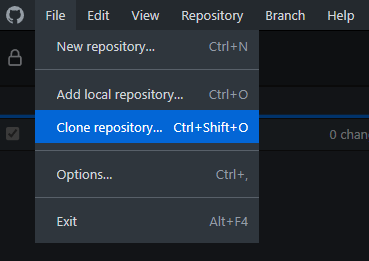 File Edit View Repository Branch Help
New repository... Ctrl+N
Add local repository... Ctrl+O
Clone repository... Ctrl+Shift+O
0 chan
Options... Ctrl+,
Exit Alt+F4